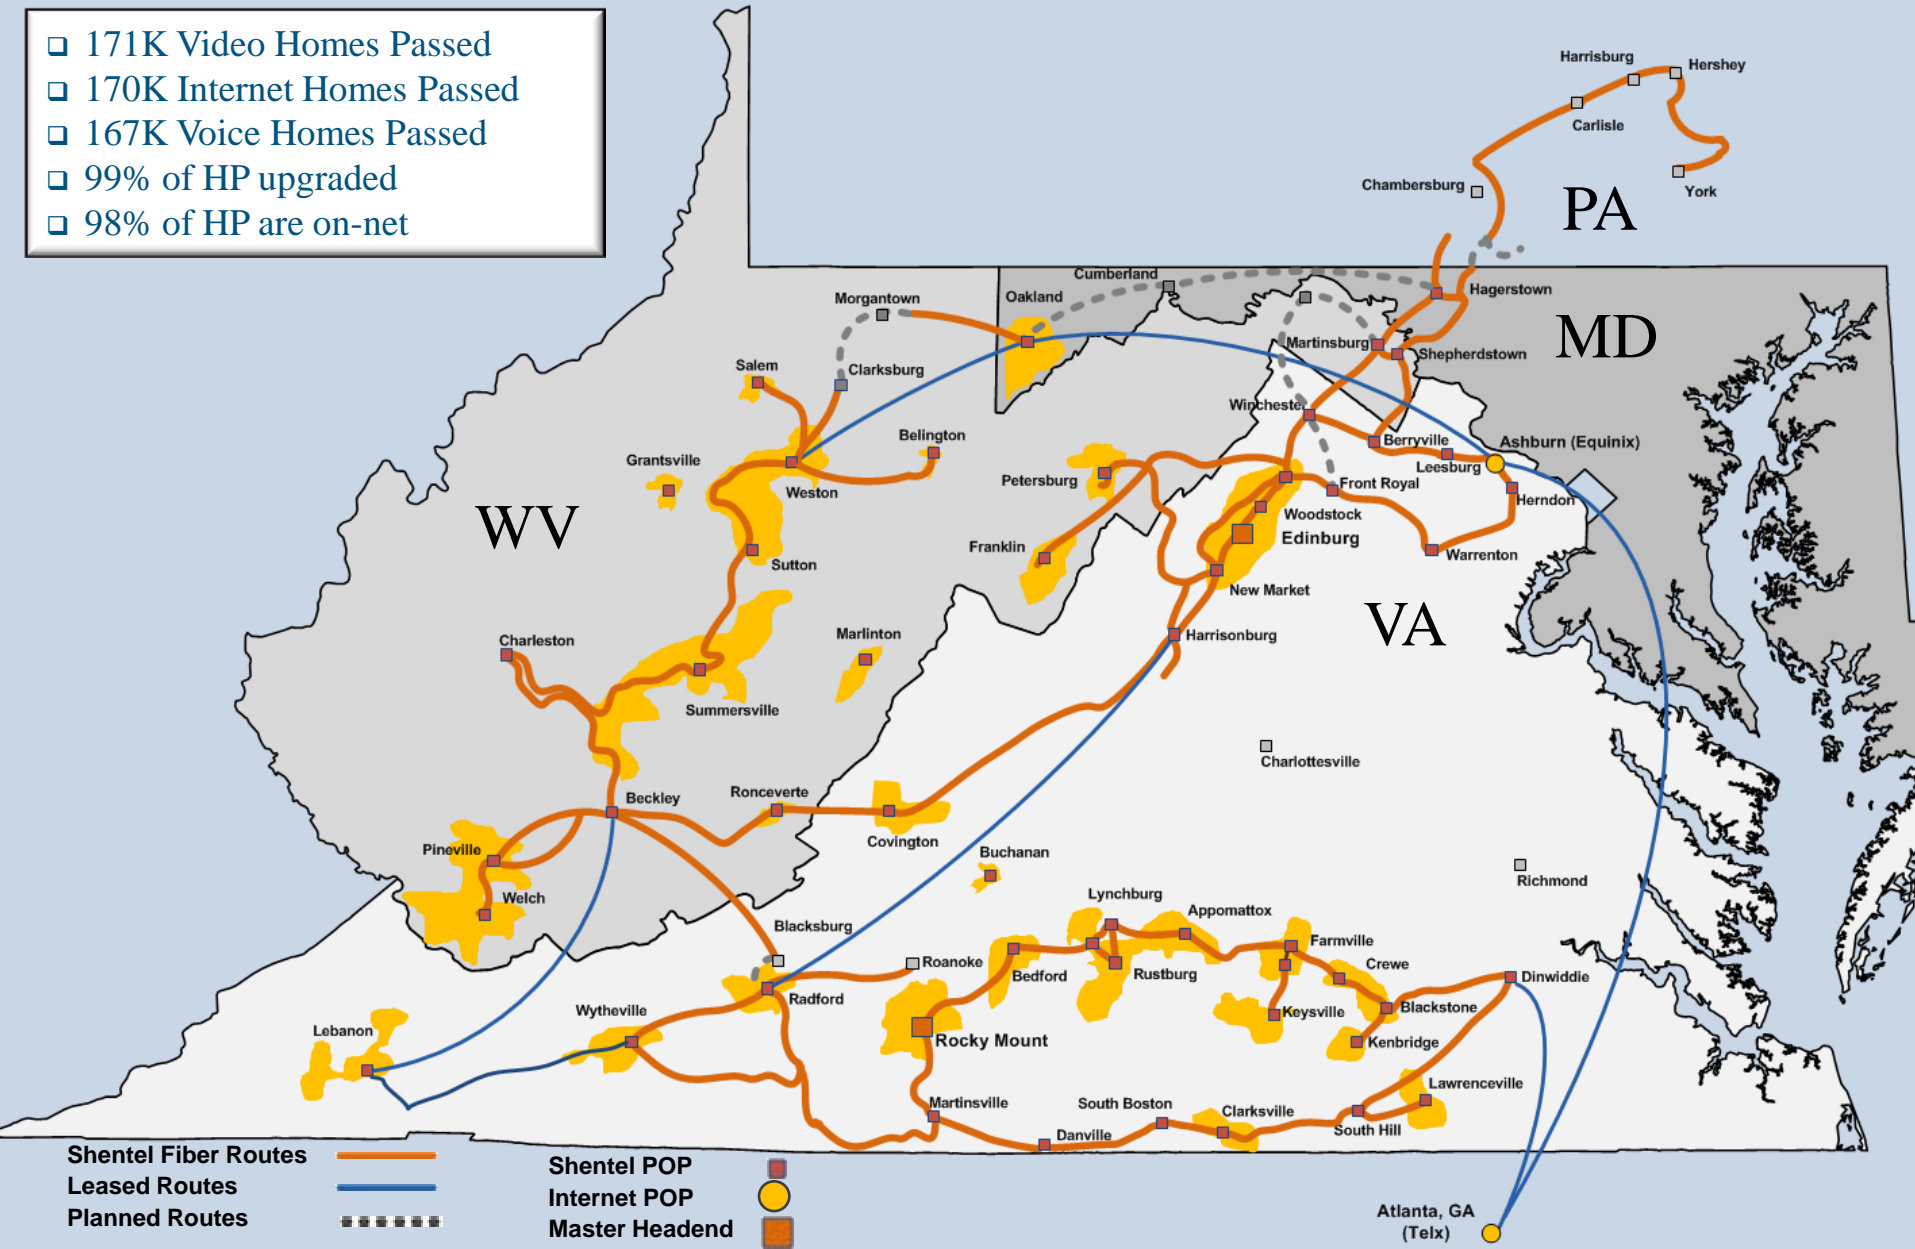 171K Video Homes Passed
170K Internet Homes Passed
167K Voice Homes Passed
99% of HP upgraded
98% of HP are on-net
Harrisburg
Hershey
Carlisle
Chambersburg
York
PA
Cumberland
Hagerstown
Morgantown
Oakland
MD
Martinsburg
Shepherdstown
Salem
Clarksburg
Winchester
Belington
Berryville
Ashburn (Equinix)
Grantsville
Leesburg
Petersburg
Front Royal
Weston
Herndon
WV
Woodstock
Edinburg
Franklin
Warrenton
Sutton
New Market
VA
Charleston
Marlinton
Harrisonburg
Summersville
Charlottesville
Beckley
Ronceverte
Covington
Pineville
Buchanan
Richmond
Welch
Lynchburg
Appomattox
Blacksburg
Farmville
Roanoke
Bedford
Rustburg
Crewe
Dinwiddie
Radford
Wytheville
Keysville
Blackstone
Lebanon
Rocky Mount
Kenbridge
Lawrenceville
Martinsville
South Boston
Clarksville
Danville
South Hill
Shentel Fiber Routes
Leased Routes
Planned Routes
Shentel POP
Internet POP
Master Headend
Atlanta, GA
(Telx)